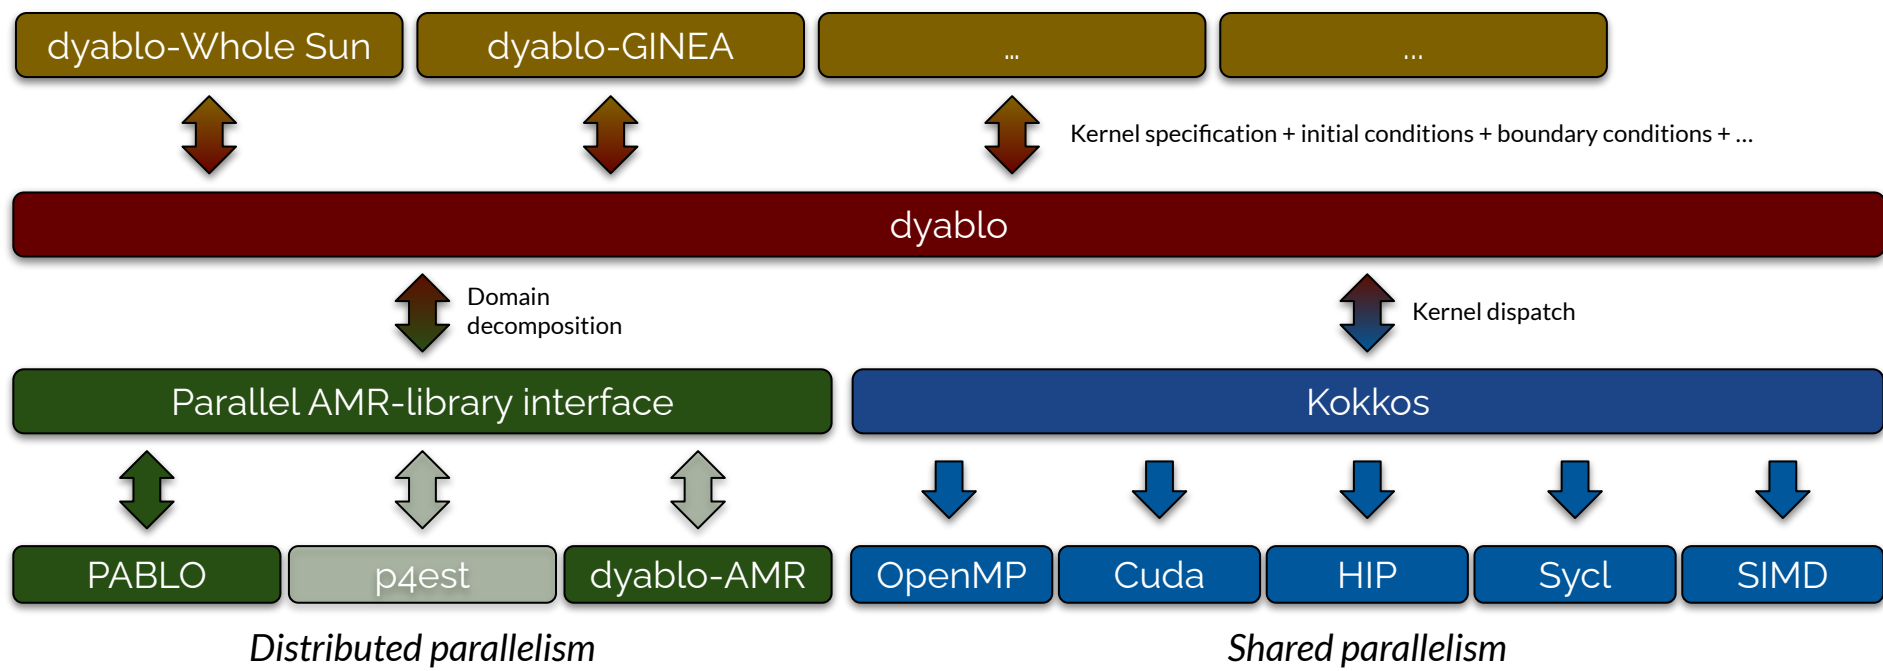 dyablo-Whole Sun
dyablo-GINEA
...
...
Kernel specification + initial conditions + boundary conditions + ...
dyablo
Domain
decomposition
Kernel dispatch
Parallel AMR-library interface
Kokkos
PABLO
p4est
dyablo-AMR
OpenMP
Cuda
HIP
Sycl
SIMD
Distributed parallelism
Shared parallelism